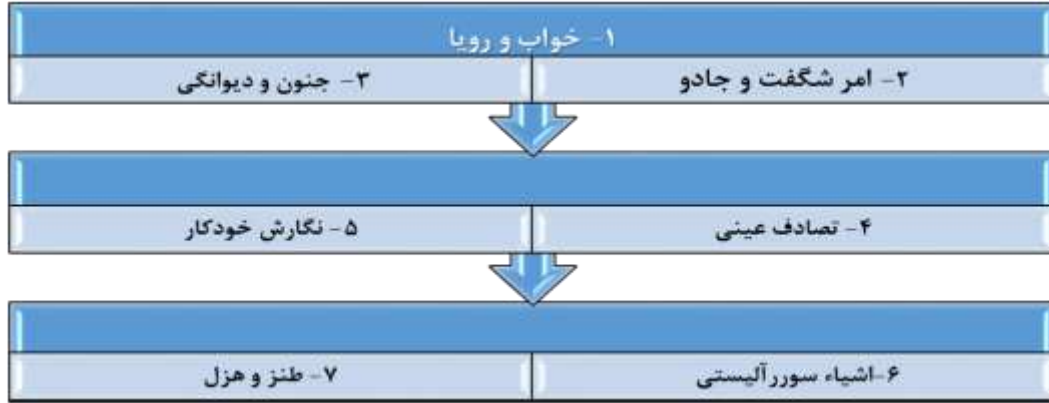 ۱- خواب و رویا
۲- امر شگفت و جادو
۳- جنون و دیوانگی
۴- تصادف عینی
۵- نگارش خودکار
۶-اشیاء سوررآلیستی
۷- طنز و هزل